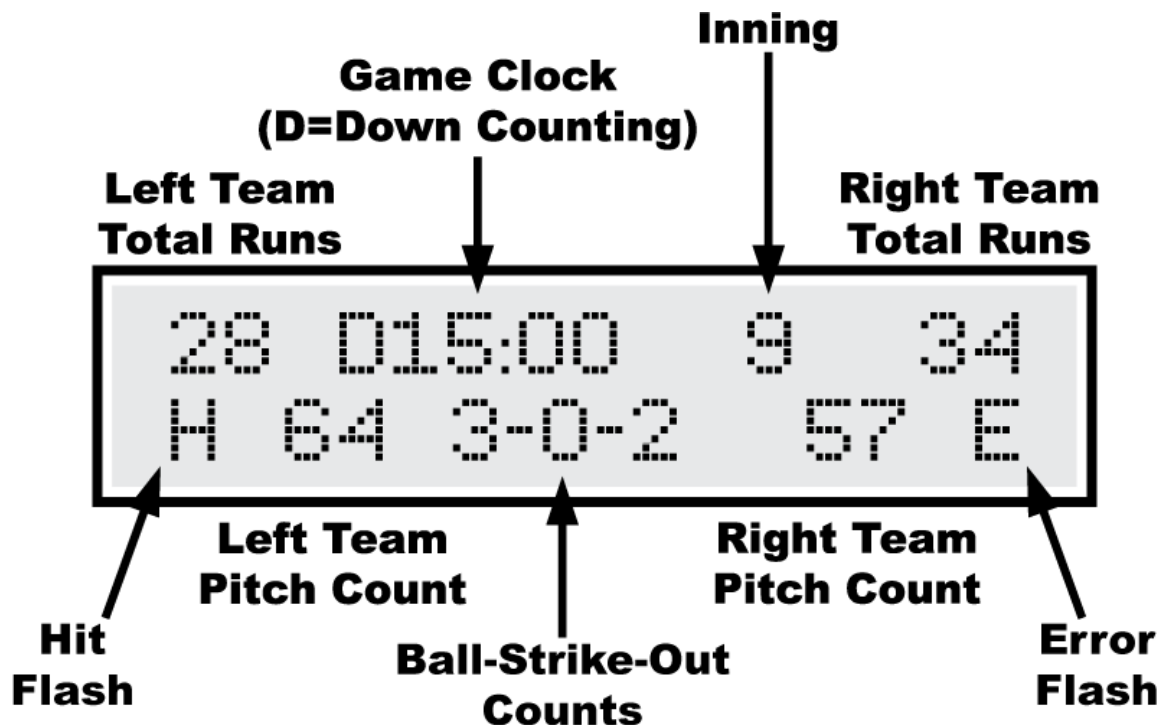 Inning
Game Clock
(D=Down Counting)
Left Team
Total Runs
Right Team
Total Runs
28 D15:00 9 34
H 64 3-0-2 57 E
Left Team
Pitch Count
Right Team
Pitch Count
Hit
Flash
Ball-Strike-Out
Counts
Error
Flash